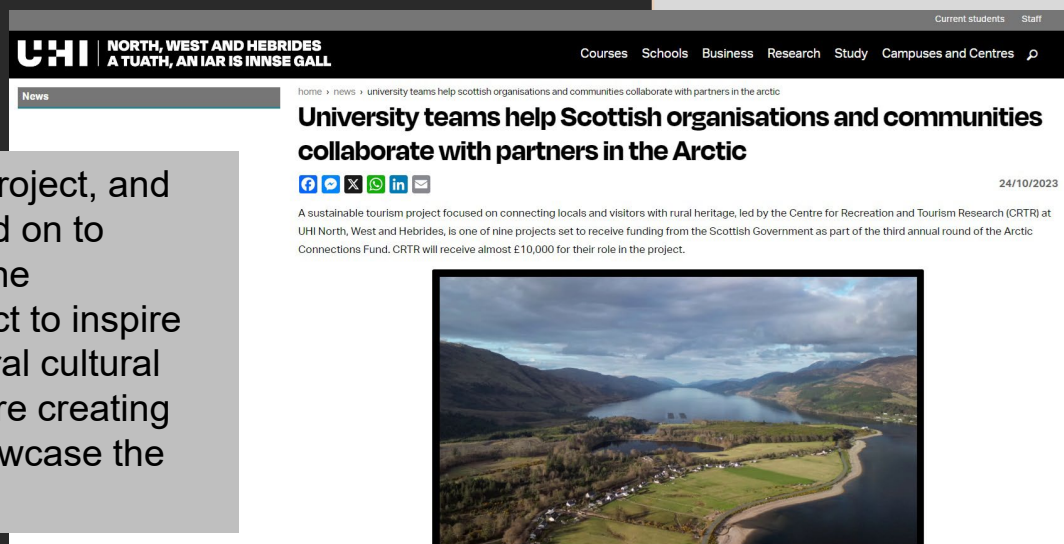 Current students Staff
UHI NORTH, WEST AND HEBRIDES
A TUATH, AN IAR IS INNSE GALL
Courses Schools Business Research Study Campuses and Centres
News
home › news › university teams help scottish organisations and communities collaborate with partners in the arctic
University teams help Scottish organisations and communities
collaborate with partners in the Arctic
24/10/2023
A sustainable tourism project focused on connecting locals and visitors with rural heritage, led by the Centre for Recreation and Tourism Research (CRTR) at
UHI North, West and Hebrides, is one of nine projects set to receive funding from the Scottish Government as part of the third annual round of the Arctic
Connections Fund. CRTR will receive almost £10,000 for their role in the project.
and
on to
to inspire
cultural
creating
the